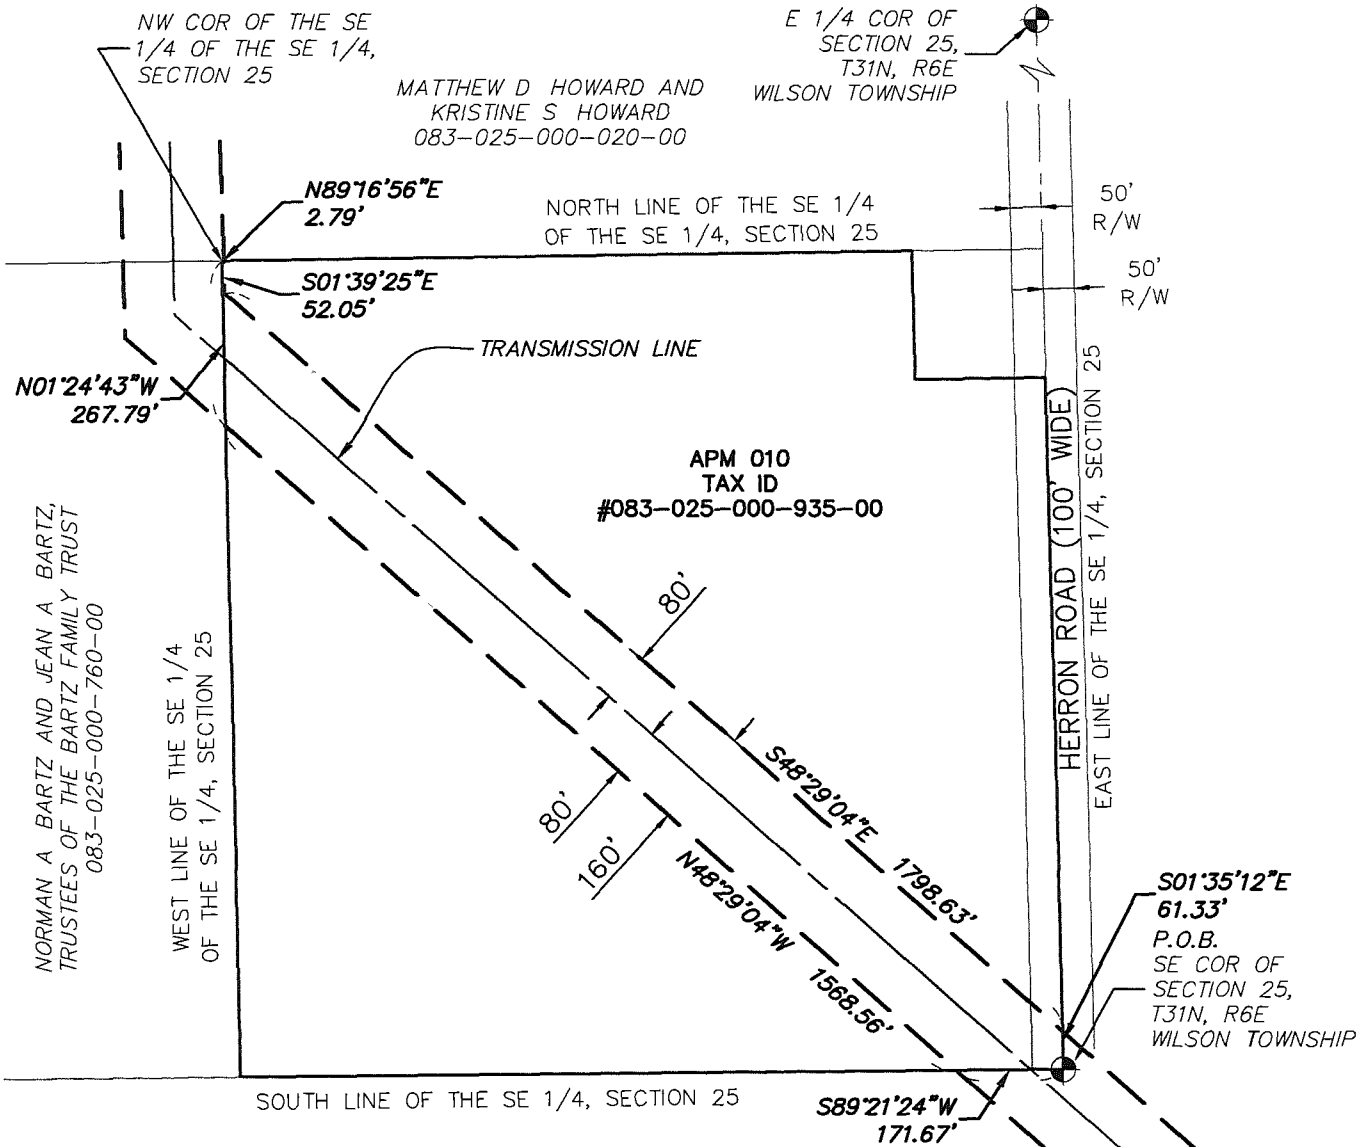 NW COR OF THE SE
1/4 OF THE SE 1/4,
SECTION 25
E 1/4 COR OF
SECTION 25,
T31N, R6E
WILSON TOWNSHIP
MATTHEW D HOWARD AND
KRISTINE S HOWARD
083-025-000-020-00
N89°16'56"E
2.79'
NORTH LINE OF THE SE 1/4
OF THE SE 1/4, SECTION 25
50'
R/W
50'
R/W
S01°39'25"E
52.05'
TRANSMISSION LINE
N01°24'43"W
267.79'
APM 010
TAX ID
#083-025-000-935-00
HERRON ROAD (100' WIDE)
EAST LINE OF THE SE 1/4, SECTION 25
NORMAN A BARTZ AND JEAN A BARTZ,
TRUSTEES OF THE BARTZ FAMILY TRUST
083-025-000-760-00
WEST LINE OF THE SE 1/4
OF THE SE 1/4, SECTION 25
80'
80'
160'
S48°29'04"E 1798.63'
N48°29'04"W 1568.56'
S01°35'12"E
61.33'
P.O.B.
SE COR OF
SECTION 25,
T31N, R6E
WILSON TOWNSHIP
SOUTH LINE OF THE SE 1/4, SECTION 25
S89°21'24"W
171.67'